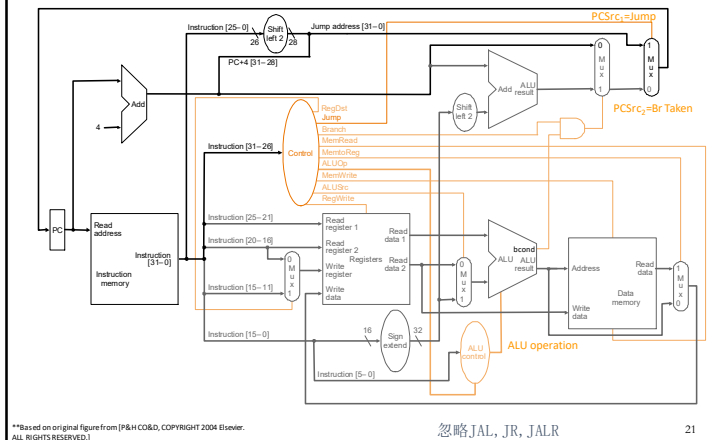 PCSrc1=Jump
Instruction [25–0]
Shift
left 2
Jump address [31–0]
26
28
PC+4 [31–28]
0
M
u
x
1
1
M
u
x
0
Add
ALU
result
Add
4
RegDst
Jump
Branch
MemRead
MemtoReg
ALUOp
MemWrite
ALUSrc
RegWrite
Shift
left 2
PCSrc2=Br Taken
Instruction [31–26]
Control
PC
Read
address
Instruction
[31–0]
Instruction
memory
Instruction [25–21]
Instruction [20–16]
Instruction [15–11]
0
M
u
x
1
Read
register 1
Read
register 2
Registers
Write
register
Write
data
Read
data 1
Read
data 2
0
M
u
x
1
bcond
ALU
ALU
result
Address
Read
data
Data
memory
Write
data
1
M
u
x
0
Instruction [15–0]
16
Sign
extend
32
Instruction [5–0]
ALU
control
ALU operation
**Based on original figure from [P&H CO&D, COPYRIGHT 2004 Elsevier.
ALL RIGHTS RESERVED.]
忽略JAL, JR, JALR
21